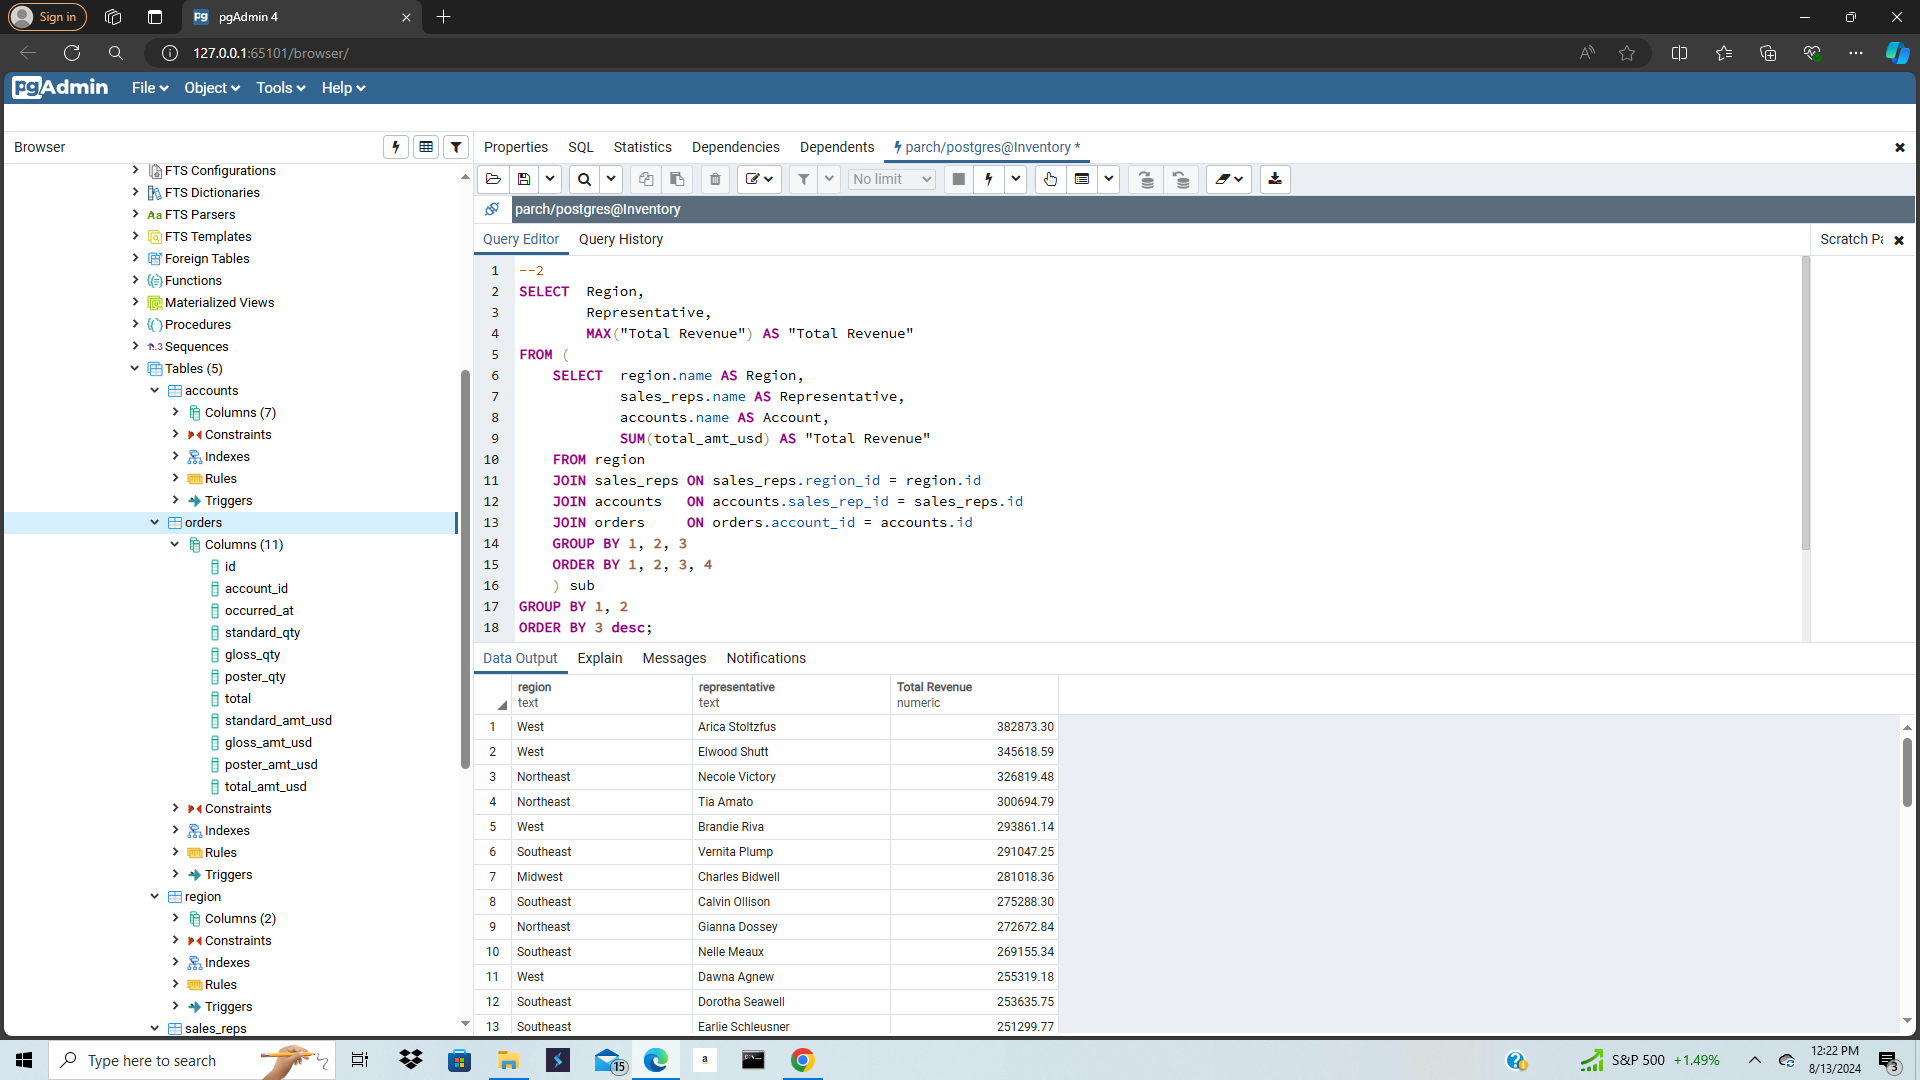 Sign in
pgAdmin 4
127.0.0.1:65101/browser/
pgAdmin File Object Tools Help
Browser
Properties SQL Statistics Dependencies Dependents parch/postgres@Inventory *
No limit
parch/postgres@Inventory
Query Editor Query History
Scratch Pa
FTS Configurations
FTS Dictionaries
Aa FTS Parsers
FTS Templates
Foreign Tables
Functions
Materialized Views
Procedures
1..3 Sequences
Tables (5)
accounts
Columns (7)
Constraints
Indexes
Rules
Triggers
orders
Columns (11)
id
account_id
occurred_at
standard_qty
gloss_qty
poster_qty
total
standard_amt_usd
gloss_amt_usd
poster_amt_usd
total_amt_usd
Constraints
Indexes
Rules
Triggers
region
Columns (2)
Constraints
Indexes
Rules
Triggers
sales_reps
1 --2
2 SELECT  Region,
3         Representative,
4         MAX("Total Revenue") AS "Total Revenue"
5 FROM (
6     SELECT  region.name AS Region,
7             sales_reps.name AS Representative,
8             accounts.name AS Account,
9             SUM(total_amt_usd) AS "Total Revenue"
10     FROM region
11     JOIN sales_reps ON sales_reps.region_id = region.id
12     JOIN accounts   ON accounts.sales_rep_id = sales_reps.id
13     JOIN orders     ON orders.account_id = accounts.id
14     GROUP BY 1, 2, 3
15     ORDER BY 1, 2, 3, 4
16     ) sub
17 GROUP BY 1, 2
18 ORDER BY 3 desc;
Data Output Explain Messages Notifications
region representative Total Revenue
text text numeric
1 West Arica Stoltzfus 382873.30
2 West Elwood Shutt 345618.59
3 Northeast Necole Victory 326819.48
4 Northeast Tia Amato 300694.79
5 West Brandie Riva 293861.14
6 Southeast Vernita Plump 291047.25
7 Midwest Charles Bidwell 281018.36
8 Southeast Calvin Ollison 275288.30
9 Northeast Gianna Dossey 272672.84
10 Southeast Nelle Meaux 269155.34
11 West Dawna Agnew 255319.18
12 Southeast Dorotha Seawell 253635.75
13 Southeast Earlie Schleusner 251299.77
Type here to search
15
a
S&P 500 +1.49%
12:22 PM
8/13/2024
3